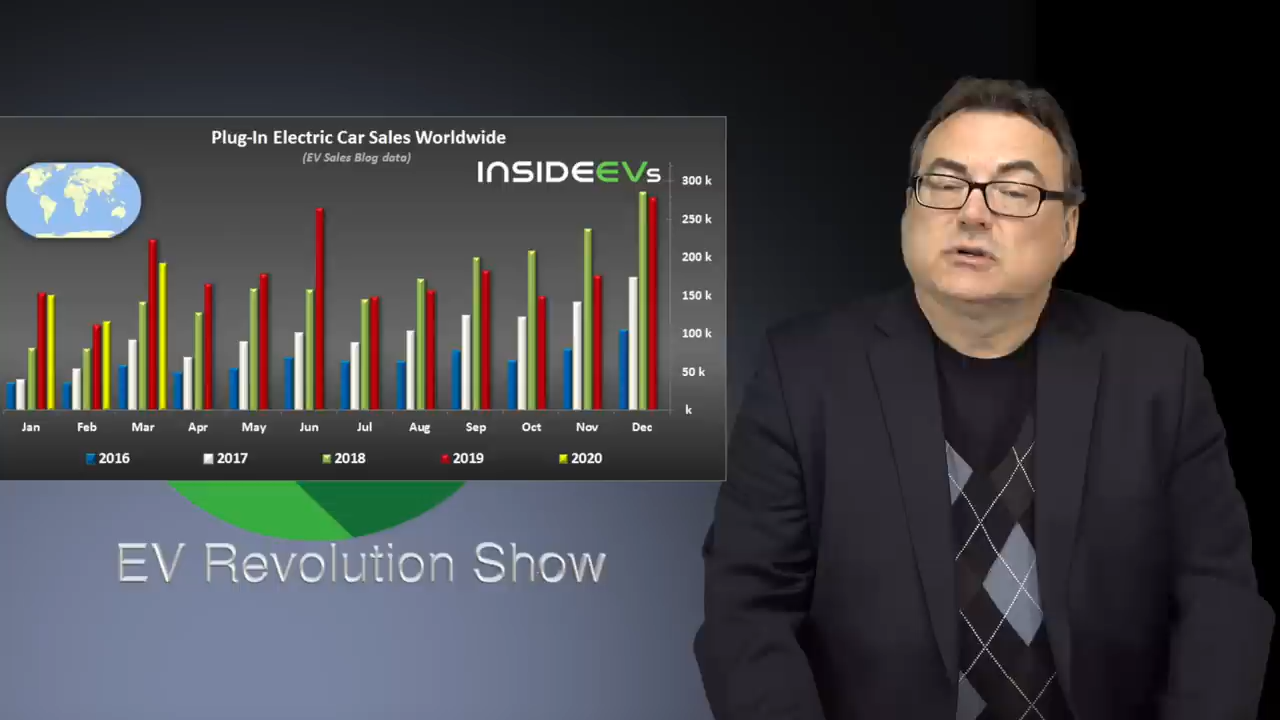 Plug-In Electric Car Sales Worldwide
(EV Sales Blog data)
INSIDEEVs
300 k
250 k
200 k
150 k
100 k
50 k
k
Jan Feb Mar Apr May Jun Jul Aug Sep Oct Nov Dec
2016 2017 2018 2019 2020
EV Revolution Show